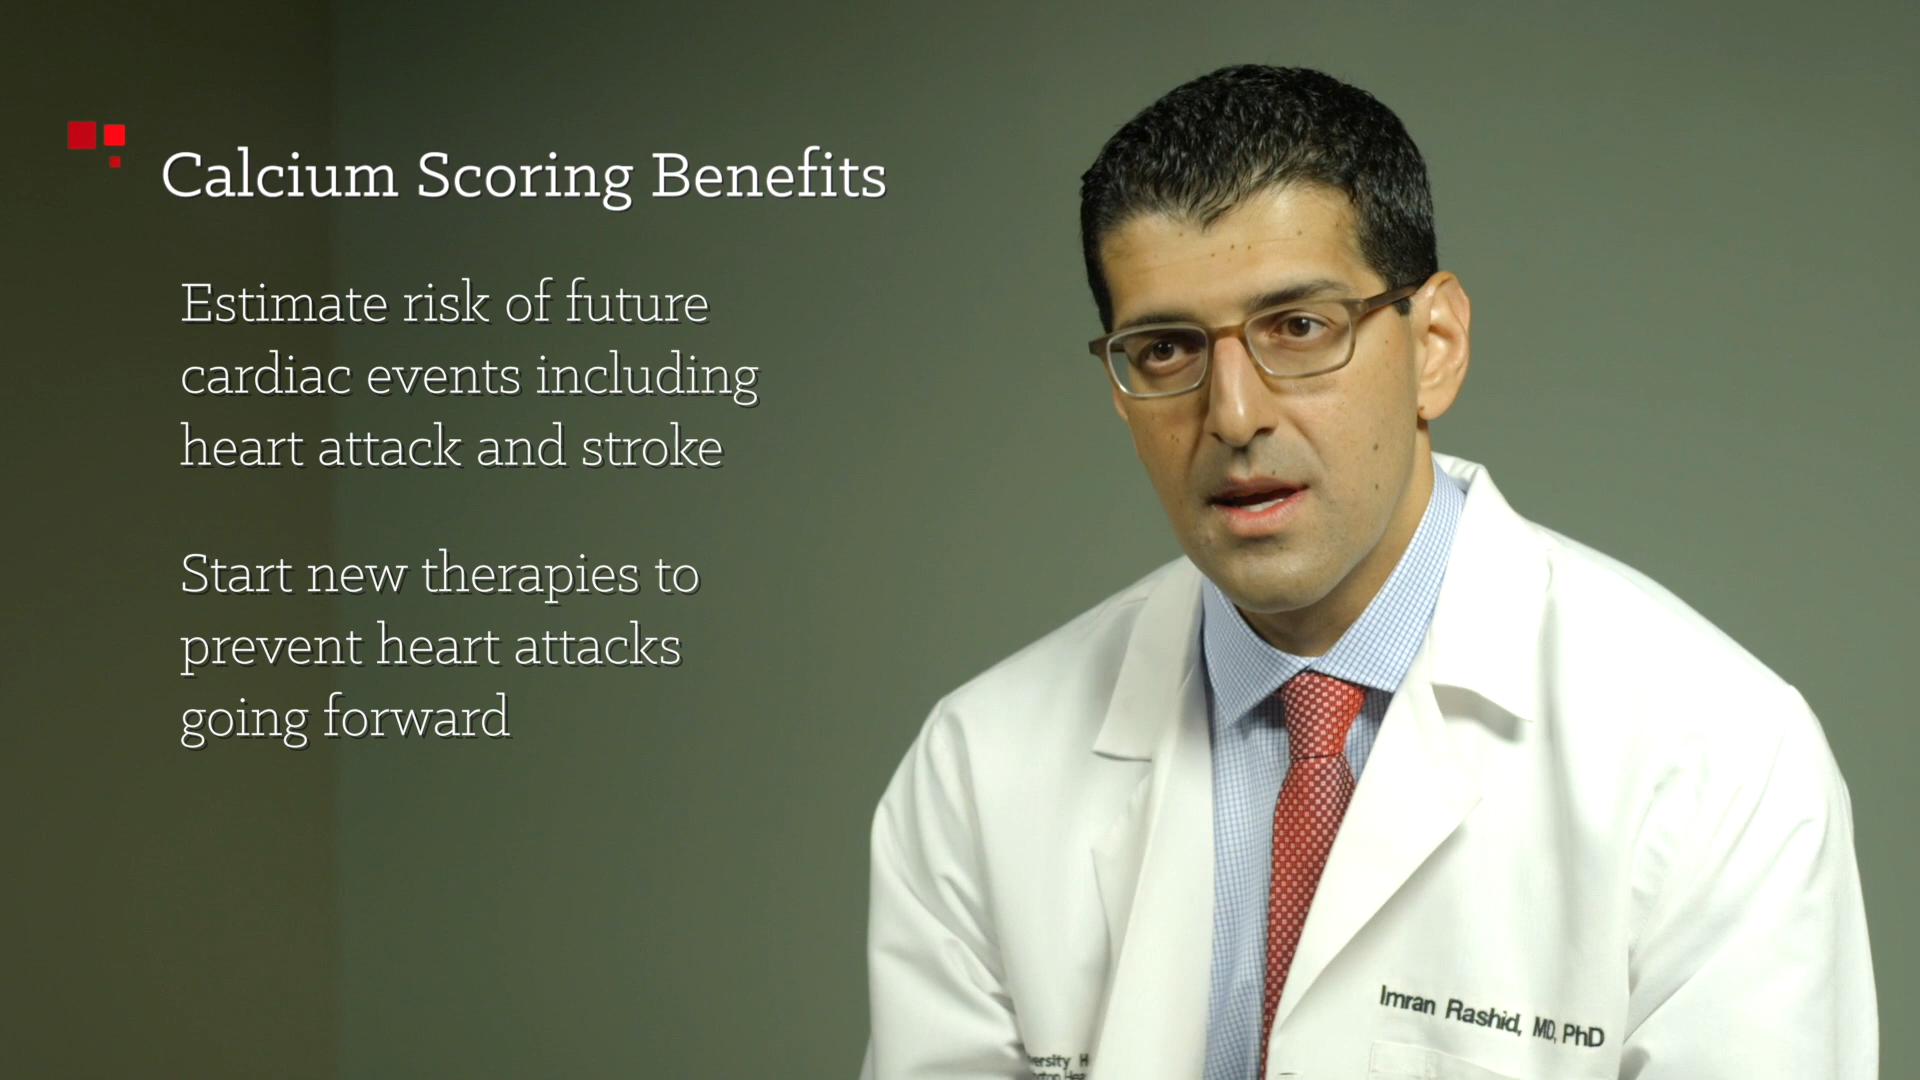 Calcium Scoring Benefits
Estimate risk of future
cardiac events including
heart attack and stroke
Start new therapies to
prevent heart attacks
going forward
Imran Rashid, MD, PhD